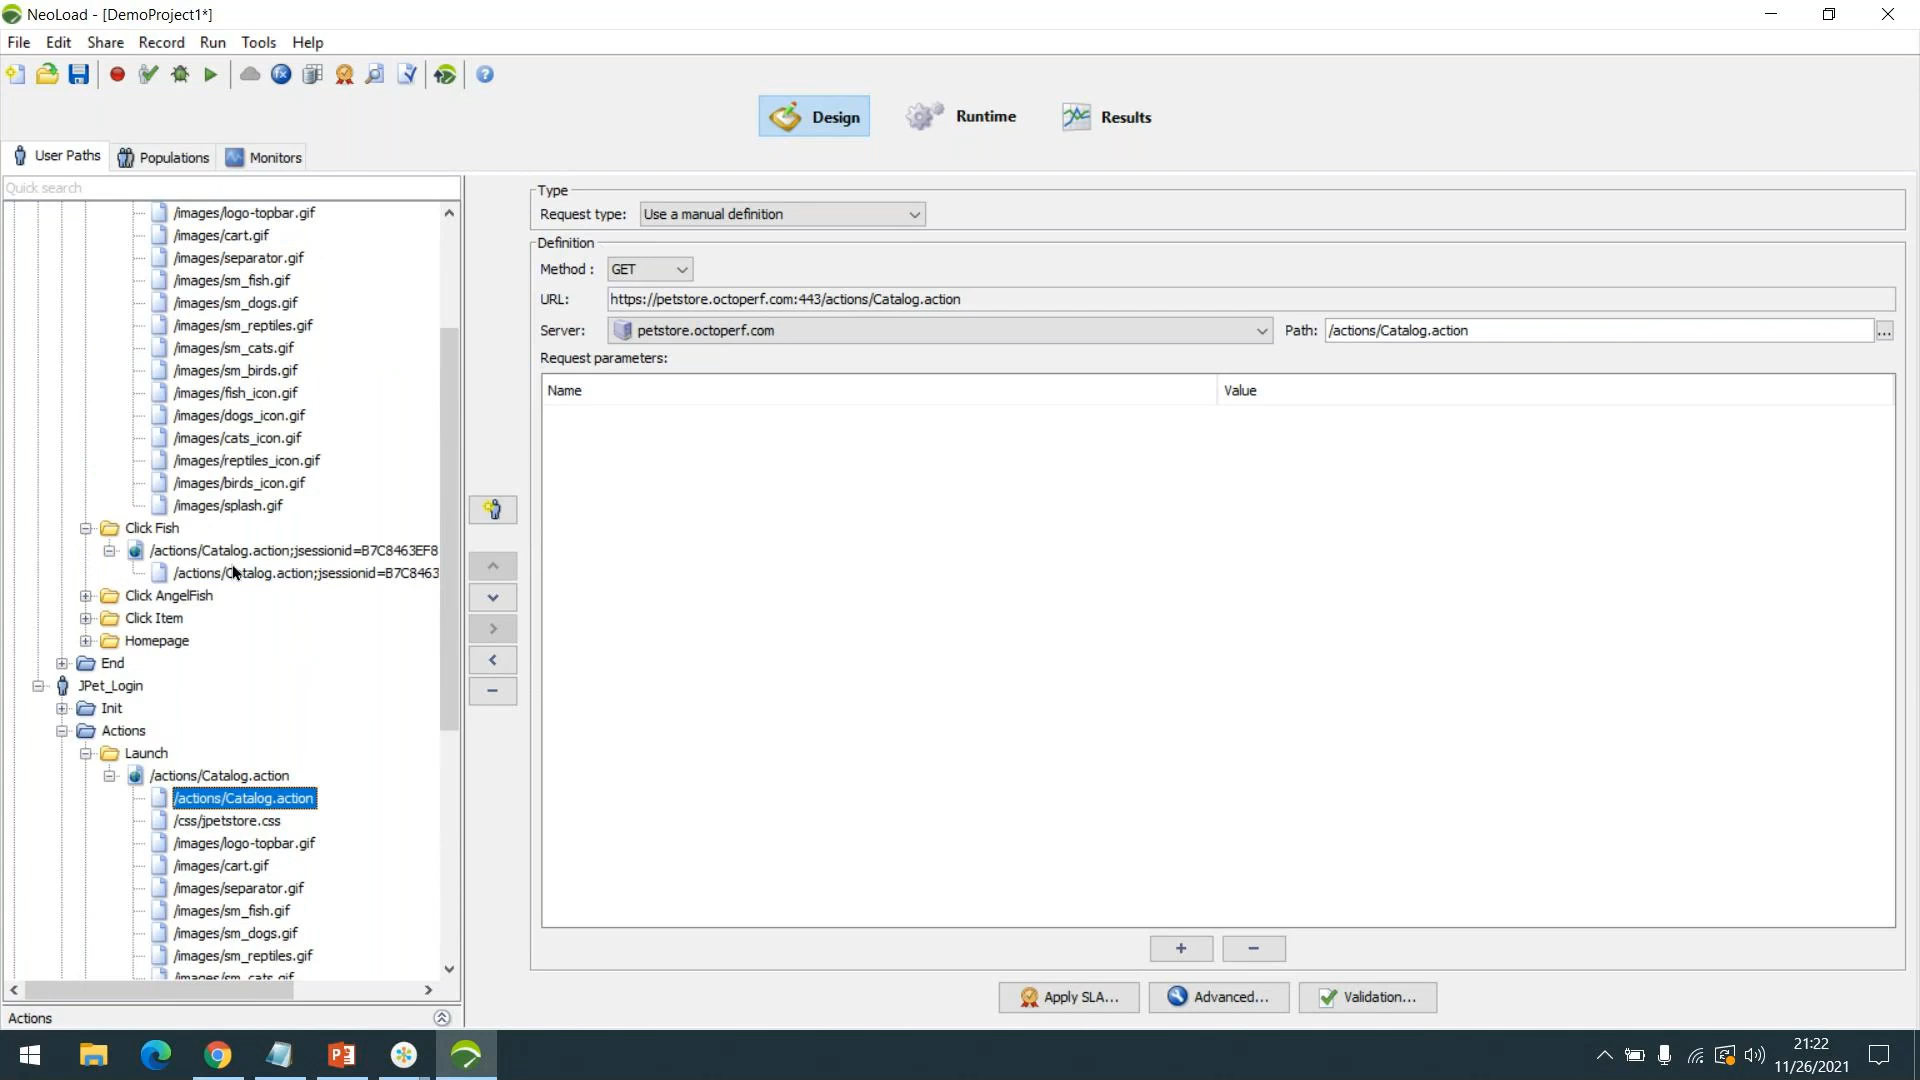 NeoLoad - [DemoProject1*]
File Edit Share Record Run Tools Help
Design Runtime Results
User Paths Populations Monitors
Quick search
/images/logo-topbar.gif
/images/cart.gif
/images/separator.gif
/images/sm_fish.gif
/images/sm_dogs.gif
/images/sm_reptiles.gif
/images/sm_cats.gif
/images/sm_birds.gif
/images/fish_icon.gif
/images/dogs_icon.gif
/images/cats_icon.gif
/images/reptiles_icon.gif
/images/birds_icon.gif
/images/splash.gif
Click Fish
/actions/Catalog.action;jsessionid=B7C8463EF8
/actions/Catalog.action;jsessionid=B7C8463
Click AngelFish
Click Item
Homepage
End
JPet_Login
Init
Actions
Launch
/actions/Catalog.action
/actions/Catalog.action
/css/jpetstore.css
/images/logo-topbar.gif
/images/cart.gif
/images/separator.gif
/images/sm_fish.gif
/images/sm_dogs.gif
/images/sm_reptiles.gif
/images/sm_cats.gif
Actions
Type
Request type: Use a manual definition
Definition
Method : GET
URL: https://petstore.octoperf.com:443/actions/Catalog.action
Server: petstore.octoperf.com Path: /actions/Catalog.action ...
Request parameters:
Name Value
+ −
Apply SLA... Advanced... Validation...
21:22
11/26/2021